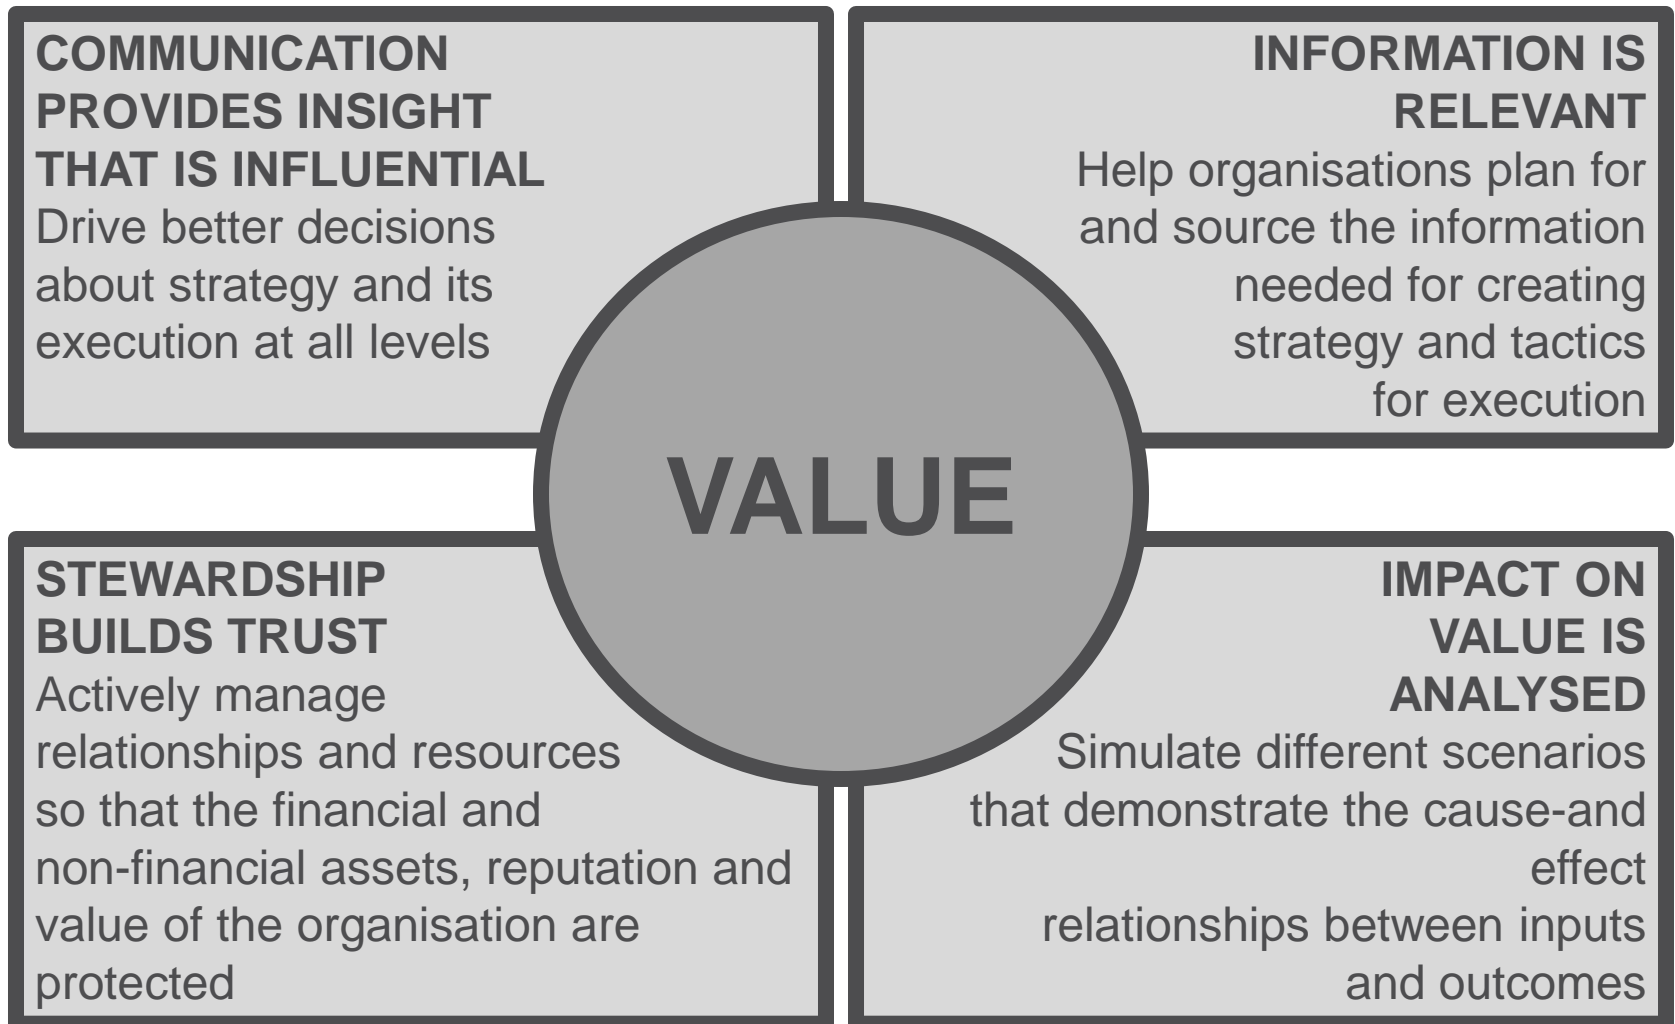 COMMUNICATION
PROVIDES INSIGHT
THAT IS INFLUENTIAL
Drive better decisions
about strategy and its
execution at all levels
INFORMATION IS
RELEVANT
Help organisations plan for
and source the information
needed for creating
strategy and tactics
for execution
VALUE
STEWARDSHIP
BUILDS TRUST
Actively manage
relationships and resources
so that the financial and
non-financial assets, reputation and
value of the organisation are
protected
IMPACT ON
VALUE IS
ANALYSED
Simulate different scenarios
that demonstrate the cause-and
effect
relationships between inputs
and outcomes